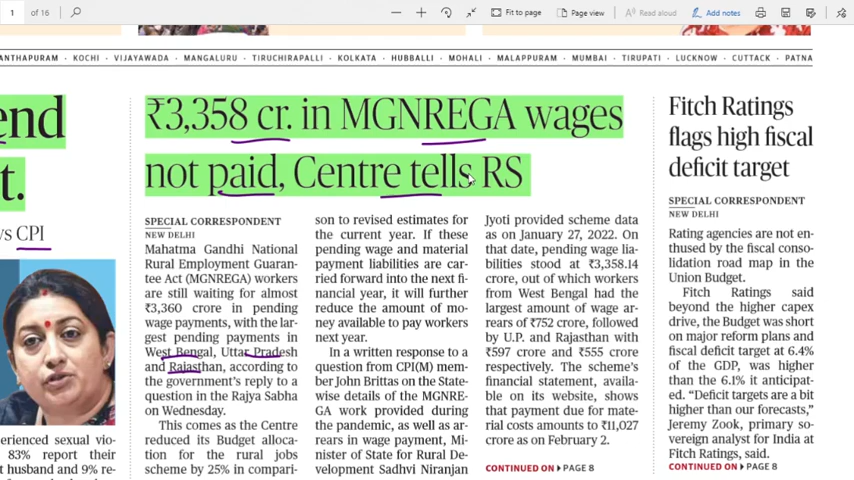 1 of 16
Fit to page
Page view
Read aloud
Add notes
ANTHAPURAM · KOCHI · VIJAYAWADA · MANGALURU · TIRUCHIRAPALLI · KOLKATA · HUBBALLI · MOHALI · MALAPPURAM · MUMBAI · TIRUPATI · LUCKNOW · CUTTACK · PATNA
end
t.
s CPI
erienced sexual vio-
83% report their
t husband and 9% re-
₹3,358 cr. in MGNREGA wages
not paid, Centre tells RS
SPECIAL CORRESPONDENT
NEW DELHI
Mahatma Gandhi National
Rural Employment Guaran-
tee Act (MGNREGA) workers
are still waiting for almost
₹3,360 crore in pending
wage payments, with the lar-
gest pending payments in
West Bengal, Uttar Pradesh
and Rajasthan, according to
the government's reply to a
question in the Rajya Sabha
on Wednesday.
This comes as the Centre
reduced its Budget alloca-
tion for the rural jobs
scheme by 25% in compari-
son to revised estimates for
the current year. If these
pending wage and material
payment liabilities are car-
ried forward into the next fi-
nancial year, it will further
reduce the amount of mo-
ney available to pay workers
next year.
In a written response to a
question from CPI(M) mem-
ber John Brittas on the State-
wise details of the MGNRE-
GA work provided during
the pandemic, as well as ar-
rears in wage payment, Mi-
nister of State for Rural De-
velopment Sadhvi Niranjan
Jyoti provided scheme data
as on January 27, 2022. On
that date, pending wage lia-
bilities stood at ₹3,358.14
crore, out of which workers
from West Bengal had the
largest amount of wage ar-
rears of ₹752 crore, followed
by U.P. and Rajasthan with
₹597 crore and ₹555 crore
respectively. The scheme's
financial statement, availa-
ble on its website, shows
that payment due for mate-
rial costs amounts to ₹11,027
crore as on February 2.
CONTINUED ON ▸ PAGE 8
Fitch Ratings
flags high fiscal
deficit target
SPECIAL CORRESPONDENT
NEW DELHI
Rating agencies are not en-
thused by the fiscal conso-
lidation road map in the
Union Budget.
Fitch Ratings said
beyond the higher capex
drive, the Budget was short
on major reform plans and
fiscal deficit target at 6.4%
of the GDP, was higher
than the 6.1% it anticipat-
ed. “Deficit targets are a bit
higher than our forecasts,”
Jeremy Zook, primary so-
vereign analyst for India at
Fitch Ratings, said.
CONTINUED ON ▸ PAGE 8